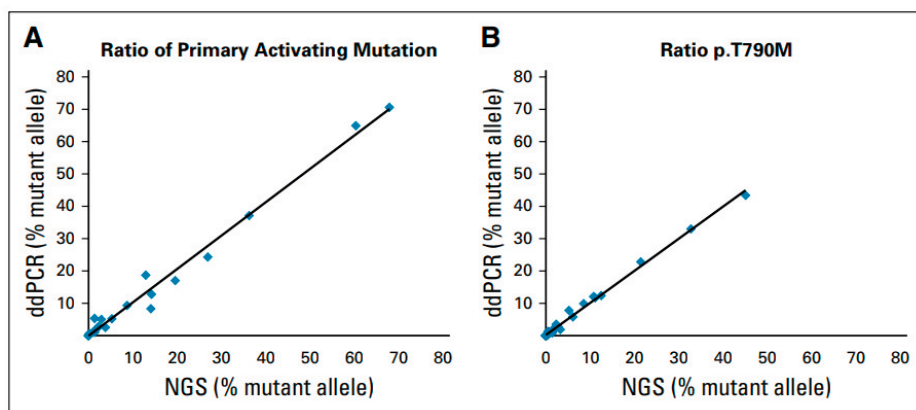 A
Ratio of Primary Activating Mutation
80
70
60
50
40
30
20
10
0 10 20 30 40 50 60 70 80
ddPCR (% mutant allele)
NGS (% mutant allele)
B
Ratio p.T790M
80
70
60
50
40
30
20
10
0 10 20 30 40 50 60 70 80
ddPCR (% mutant allele)
NGS (% mutant allele)